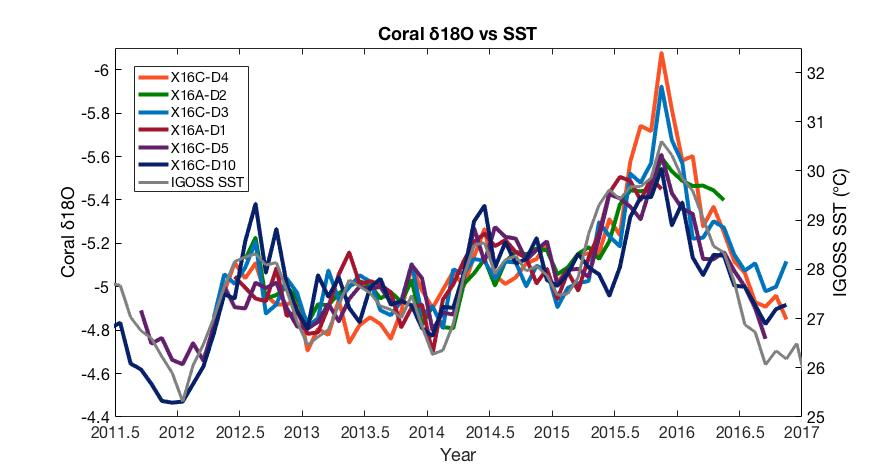 Coral δ18O vs SST
-6
-5.8
-5.6
-5.4
-5.2
-5
-4.8
-4.6
-4.4
Coral δ18O
X16C-D4
X16A-D2
X16C-D3
X16A-D1
X16C-D5
X16C-D10
IGOSS SST
32
31
30
29
28
27
26
25
IGOSS SST (°C)
2011.5 2012 2012.5 2013 2013.5 2014 2014.5 2015 2015.5 2016 2016.5 2017
Year